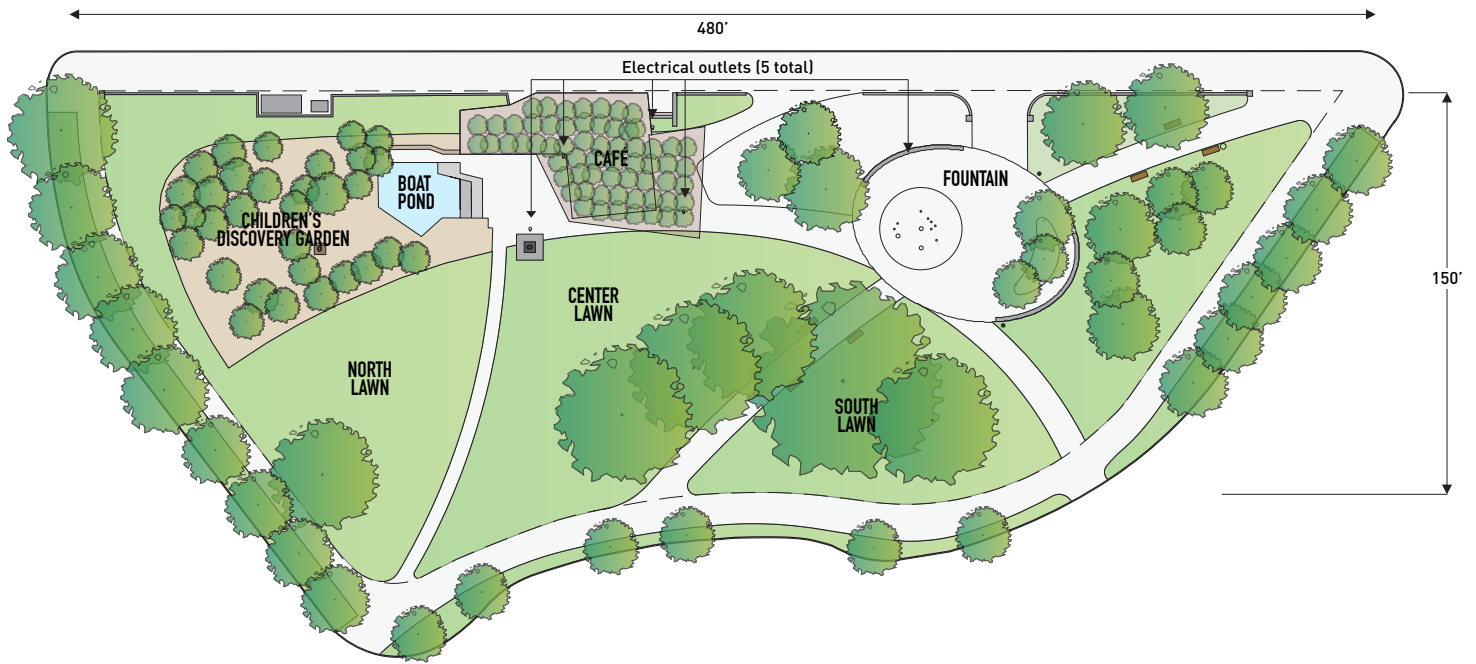 480’
Electrical outlets (5 total)
CAFÉ
FOUNTAIN
BOAT
POND
CHILDREN’S
DISCOVERY GARDEN
150’
CENTER
LAWN
NORTH
LAWN
SOUTH
LAWN